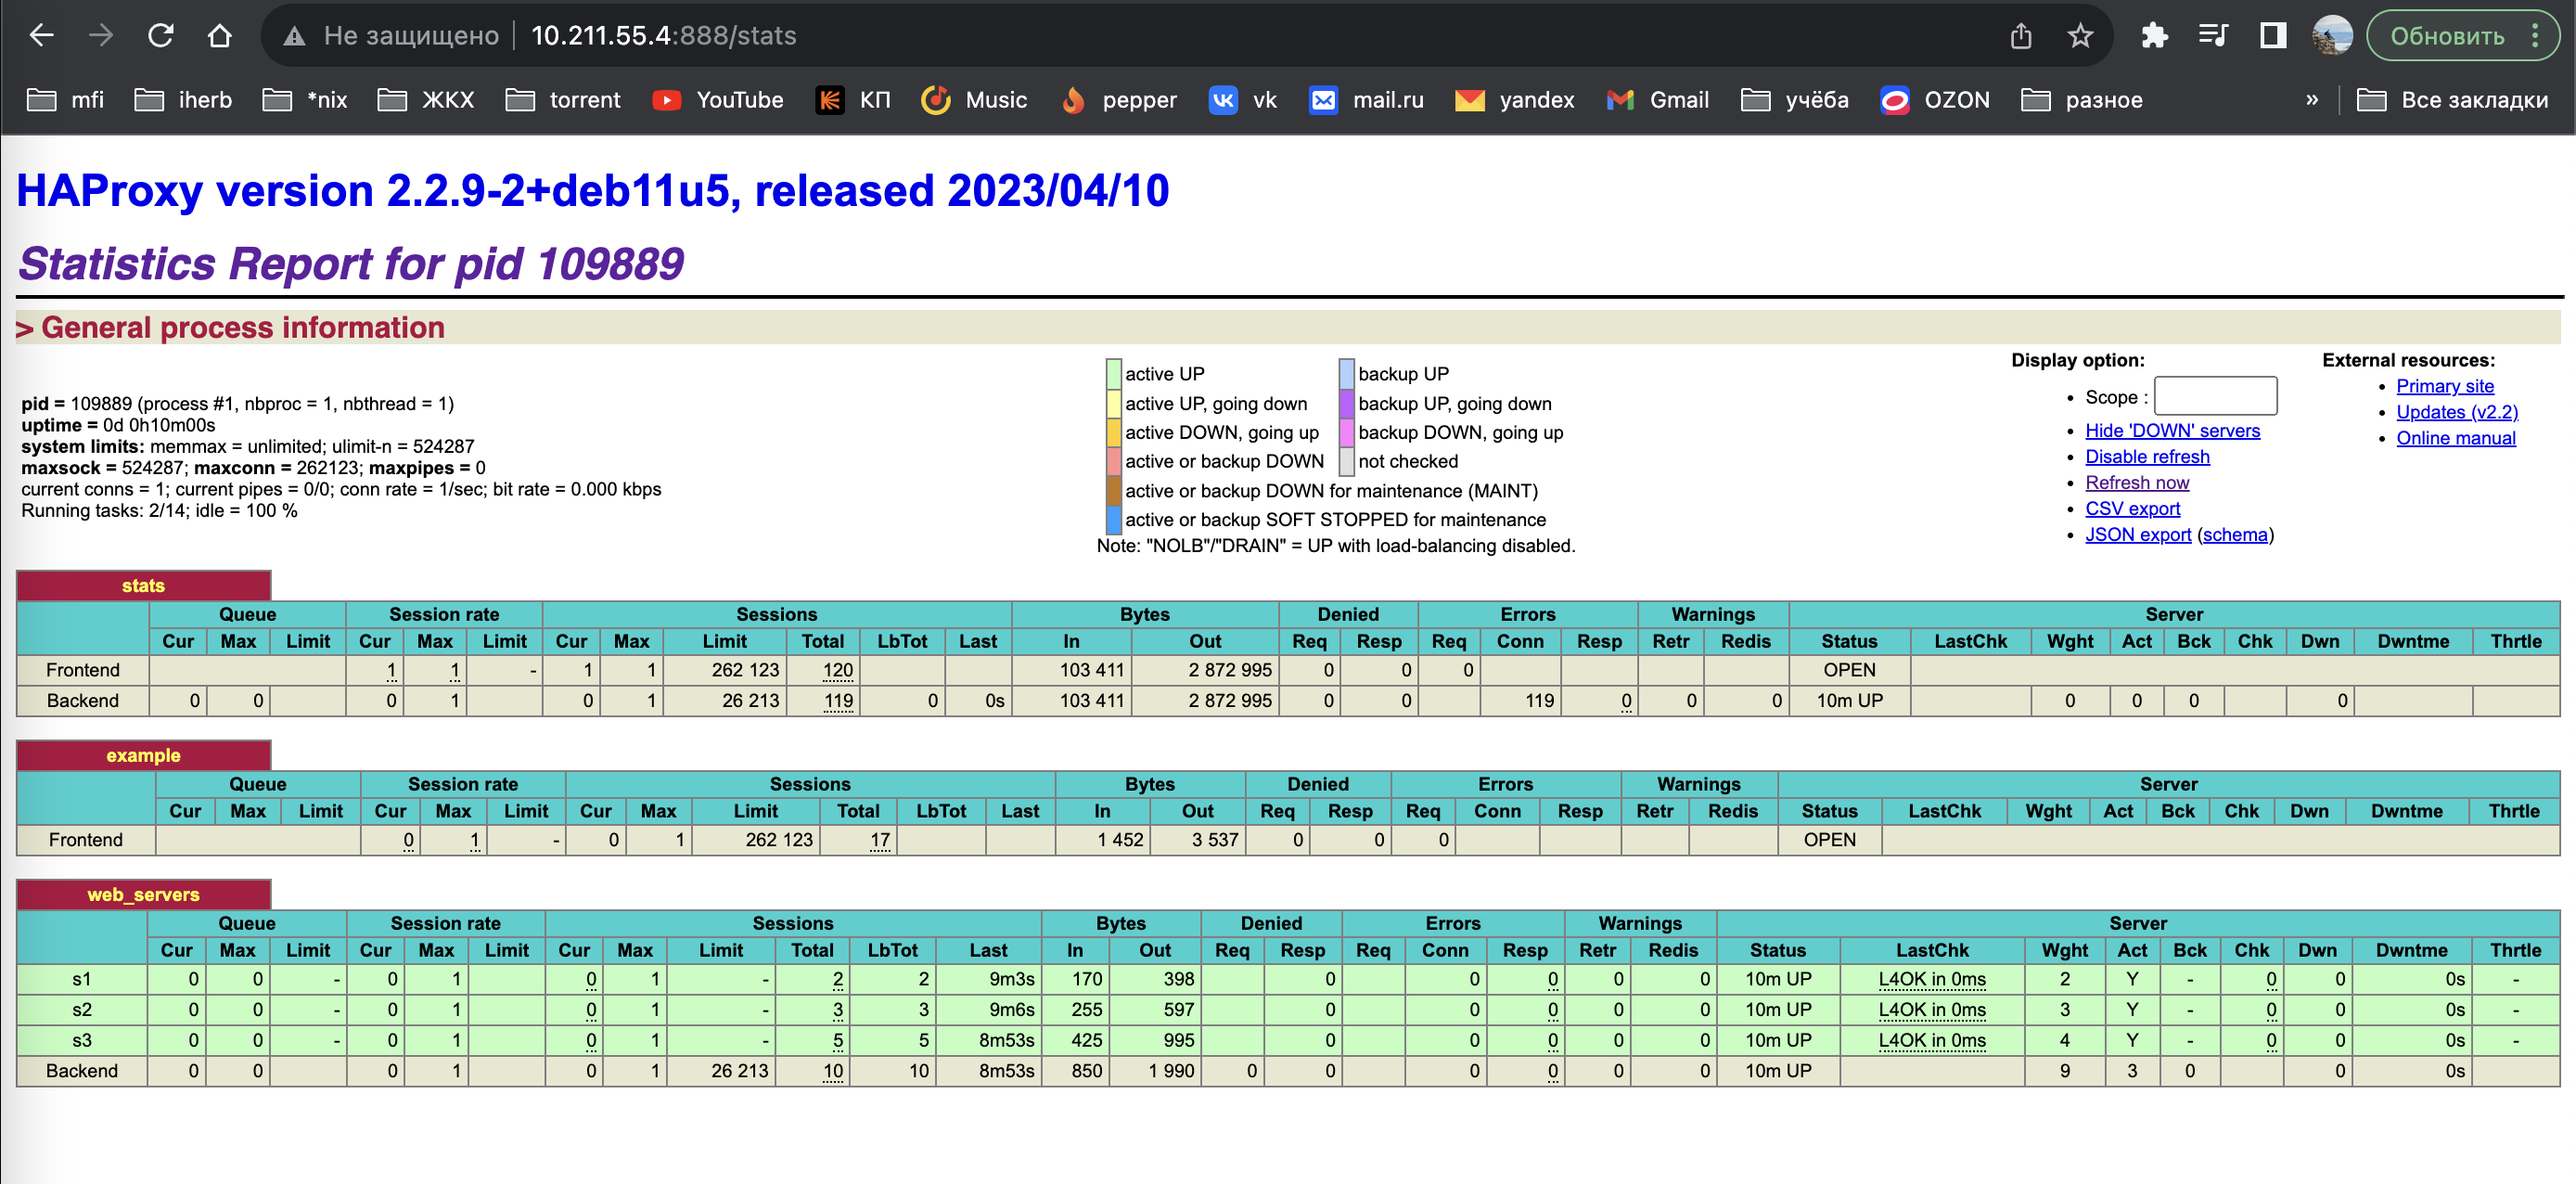 Не защищено 10.211.55.4:888/stats Обновить
mfi iherb *nix ЖКХ torrent YouTube КП Music pepper vk mail.ru yandex Gmail учёба OZON разное » Все закладки
HAProxy version 2.2.9-2+deb11u5, released 2023/04/10
Statistics Report for pid 109889
> General process information
pid = 109889 (process #1, nbproc = 1, nbthread = 1)
uptime = 0d 0h10m00s
system limits: memmax = unlimited; ulimit-n = 524287
maxsock = 524287; maxconn = 262123; maxpipes = 0
current conns = 1; current pipes = 0/0; conn rate = 1/sec; bit rate = 0.000 kbps
Running tasks: 2/14; idle = 100 %
active UP backup UP
active UP, going down backup UP, going down
active DOWN, going up backup DOWN, going up
active or backup DOWN not checked
active or backup DOWN for maintenance (MAINT)
active or backup SOFT STOPPED for maintenance
Note: "NOLB"/"DRAIN" = UP with load-balancing disabled.
Display option:
• Scope :
• Hide 'DOWN' servers
• Disable refresh
• Refresh now
• CSV export
• JSON export (schema)
External resources:
• Primary site
• Updates (v2.2)
• Online manual
stats
Queue Session rate Sessions Bytes Denied Errors Warnings Server
Cur Max Limit Cur Max Limit Cur Max Limit Total LbTot Last In Out Req Resp Req Conn Resp Retr Redis Status LastChk Wght Act Bck Chk Dwn Dwntme Thrtle
Frontend 1 1 - 1 1 262 123 120 103 411 2 872 995 0 0 0 OPEN
Backend 0 0 0 1 0 1 26 213 119 0 0s 103 411 2 872 995 0 0 119 0 0 0 10m UP 0 0 0 0
example
Queue Session rate Sessions Bytes Denied Errors Warnings Server
Cur Max Limit Cur Max Limit Cur Max Limit Total LbTot Last In Out Req Resp Req Conn Resp Retr Redis Status LastChk Wght Act Bck Chk Dwn Dwntme Thrtle
Frontend 0 1 - 0 1 262 123 17 1 452 3 537 0 0 0 OPEN
web_servers
Queue Session rate Sessions Bytes Denied Errors Warnings Server
Cur Max Limit Cur Max Limit Cur Max Limit Total LbTot Last In Out Req Resp Req Conn Resp Retr Redis Status LastChk Wght Act Bck Chk Dwn Dwntme Thrtle
s1 0 0 - 0 1 0 1 - 2 2 9m3s 170 398 0 0 0 0 0 10m UP L4OK in 0ms 2 Y - 0 0 0s -
s2 0 0 - 0 1 0 1 - 3 3 9m6s 255 597 0 0 0 0 0 10m UP L4OK in 0ms 3 Y - 0 0 0s -
s3 0 0 - 0 1 0 1 - 5 5 8m53s 425 995 0 0 0 0 0 10m UP L4OK in 0ms 4 Y - 0 0 0s -
Backend 0 0 0 1 0 1 26 213 10 10 8m53s 850 1 990 0 0 0 0 0 0 10m UP 9 3 0 0 0s